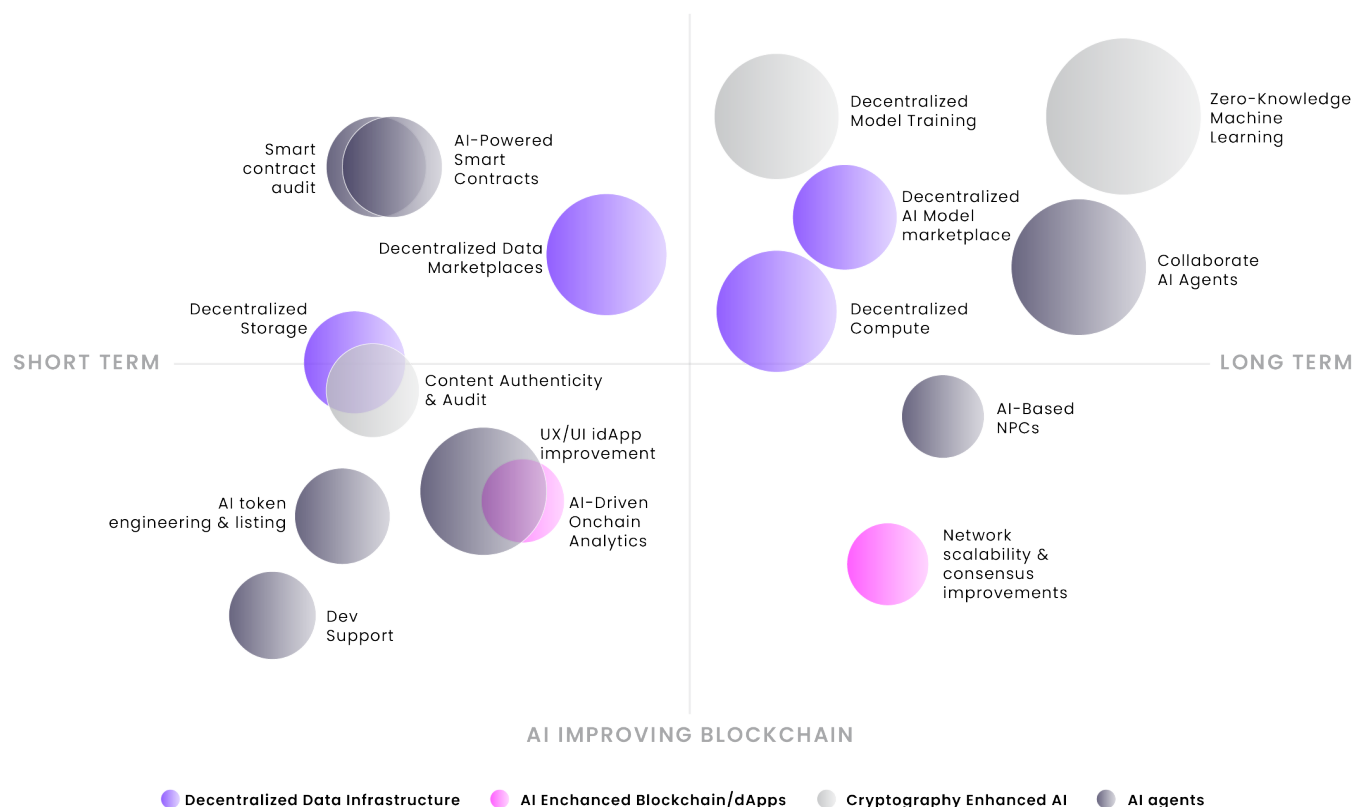 Decentralized
Model Training
Zero-Knowledge
Machine
Learning
Smart
contract
audit
AI-Powered
Smart
Contracts
Decentralized
AI Model
marketplace
Decentralized Data
Marketplaces
Collaborate
AI Agents
Decentralized
Storage
Decentralized
Compute
SHORT TERM
LONG TERM
Content Authenticity
& Audit
AI-Based
NPCs
UX/UI idApp
improvement
AI token
engineering & listing
AI-Driven
Onchain
Analytics
Network
scalability &
consensus
improvements
Dev
Support
AI IMPROVING BLOCKCHAIN
Decentralized Data Infrastructure
AI Enchanced Blockchain/dApps
Cryptography Enhanced AI
AI agents